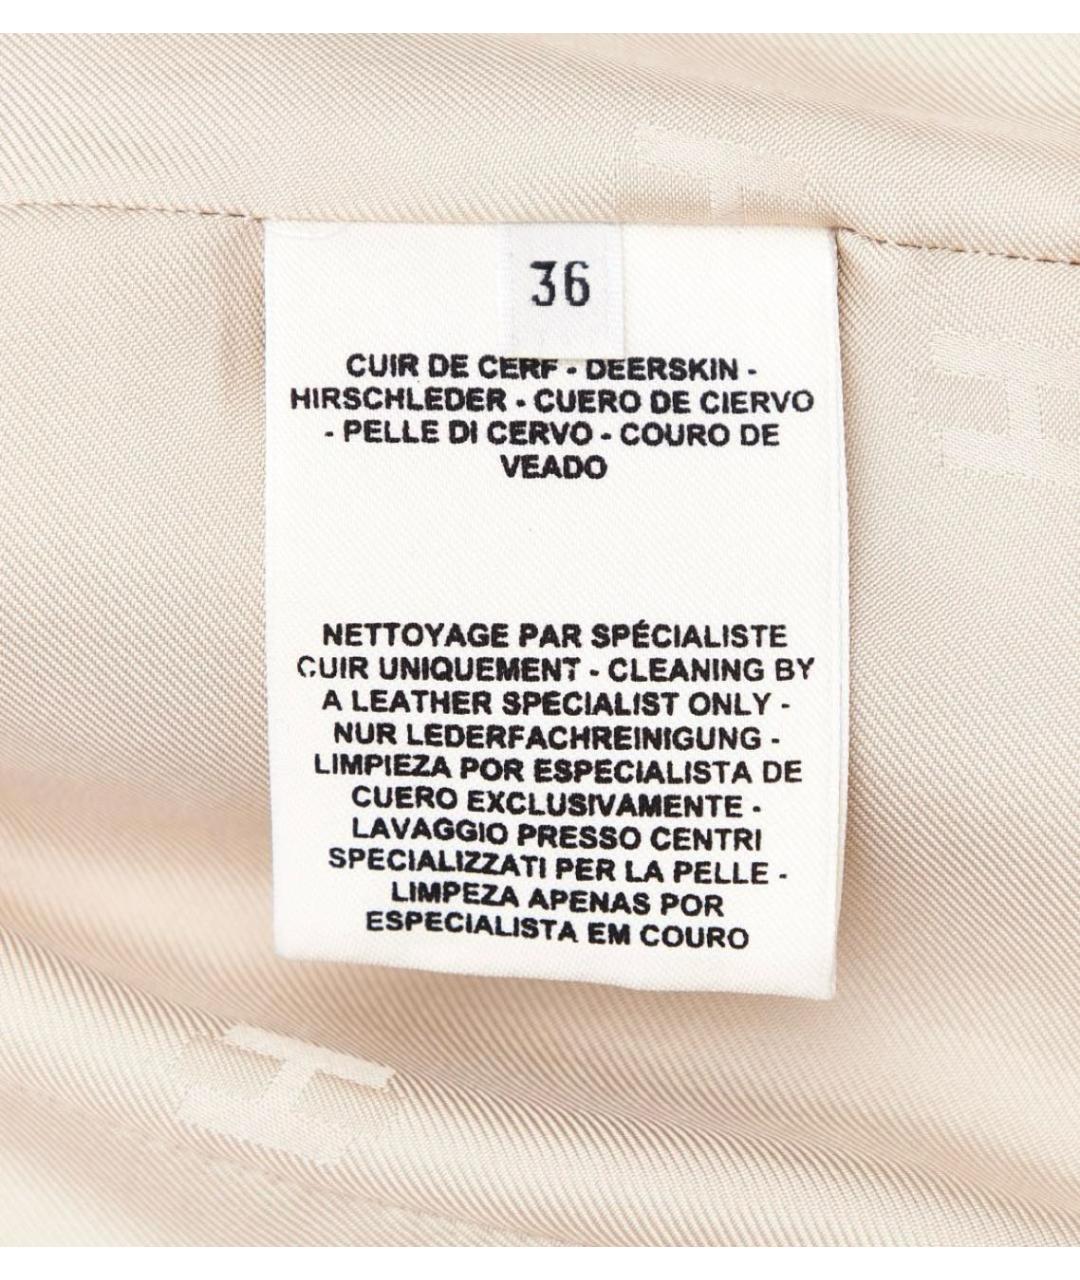 36
CUIR DE CERF - DEERSKIN -
HIRSCHLEDER - CUERO DE CIERVO
- PELLE DI CERVO - COURO DE
VEADO
NETTOYAGE PAR SPÉCIALISTE
CUIR UNIQUEMENT - CLEANING BY
A LEATHER SPECIALIST ONLY -
NUR LEDERFACHREINIGUNG -
LIMPIEZA POR ESPECIALISTA DE
CUERO EXCLUSIVAMENTE -
LAVAGGIO PRESSO CENTRI
SPECIALIZZATI PER LA PELLE -
LIMPEZA APENAS POR
ESPECIALISTA EM COURO